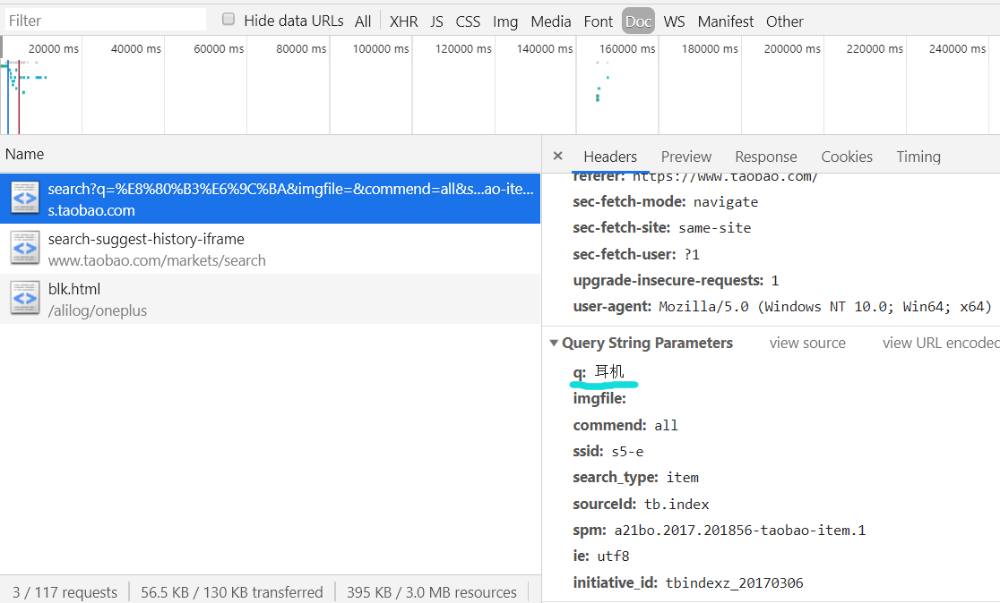 Filter Hide data URLs All XHR JS CSS Img Media Font Doc WS Manifest Other
20000 ms 40000 ms 60000 ms 80000 ms 100000 ms 120000 ms 140000 ms 160000 ms 180000 ms 200000 ms 220000 ms 240000 ms
Name
search?q=%E8%80%B3%E6%9C%BA&imgfile=&commend=all&s...ao-ite...
s.taobao.com
search-suggest-history-iframe
www.taobao.com/markets/search
blk.html
/alilog/oneplus
3 / 117 requests 56.5 KB / 130 KB transferred 395 KB / 3.0 MB resources
× Headers Preview Response Cookies Timing
referer: https://www.taobao.com/
sec-fetch-mode: navigate
sec-fetch-site: same-site
sec-fetch-user: ?1
upgrade-insecure-requests: 1
user-agent: Mozilla/5.0 (Windows NT 10.0; Win64; x64)
▼ Query String Parameters view source view URL encoded
q: 耳机
imgfile:
commend: all
ssid: s5-e
search_type: item
sourceId: tb.index
spm: a21bo.2017.201856-taobao-item.1
ie: utf8
initiative_id: tbindexz_20170306